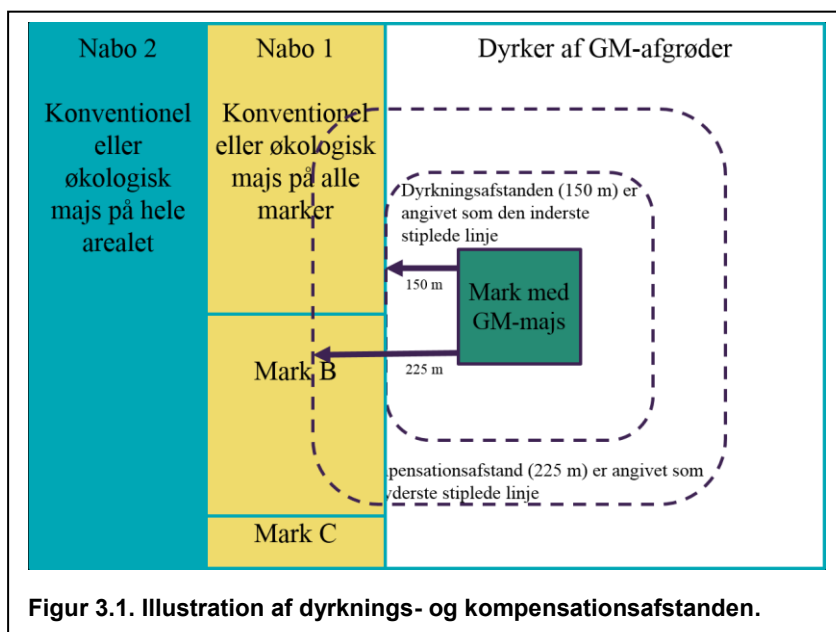 Nabo 2
Konventionel
eller
økologisk
majs på hele
arealet
Nabo 1
Konventionel
eller økologisk
majs på alle
marker
Mark B
Mark C
Dyrker af GM-afgrøder
Dyrkningsafstanden (150 m) er
angivet som den inderste
stiplede linje
150 m
Mark med
GM-majs
225 m
pensationsafstand (225 m) er angivet som
yderste stiplede linje
Figur 3.1. Illustration af dyrknings- og kompensationsafstanden.